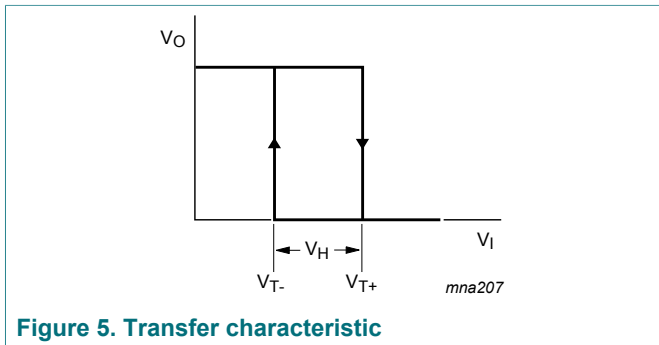 VO
VI
VH
VT-
VT+
mna207
Figure 5. Transfer characteristic